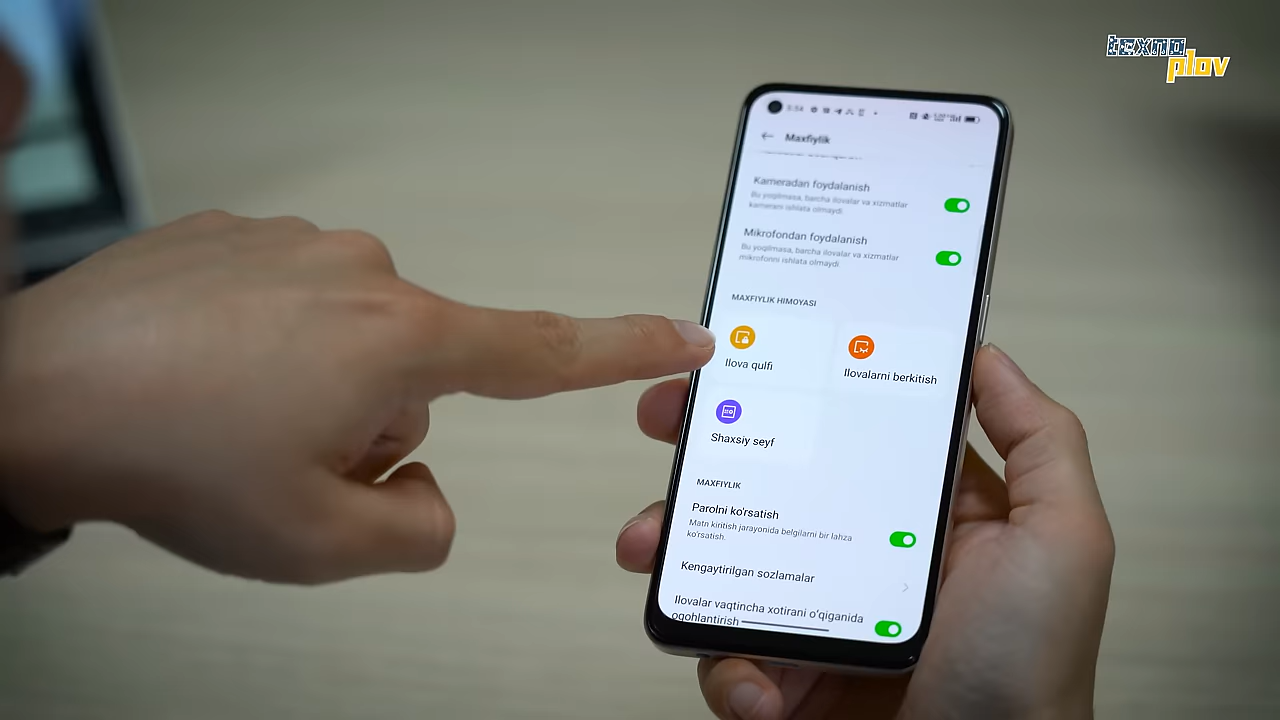 texno
plov
5:54
Maxfiylik
Kameradan foydalanish
Bu yoqilmasa, barcha ilovalar va xizmatlar
kamerani ishlata olmaydi.
Mikrofondan foydalanish
Bu yoqilmasa, barcha ilovalar va xizmatlar
mikrofonni ishlata olmaydi.
MAXFIYLIK HIMOYASI
Ilova qulfi
Ilovalarni berkitish
Shaxsiy seyf
MAXFIYLIK
Parolni ko'rsatish
Matn kiritish jarayonida belgilarni bir lahza
ko'rsatish.
Kengaytirilgan sozlamalar
Ilovalar vaqtincha xotirani o'qiganida
ogohlantirish